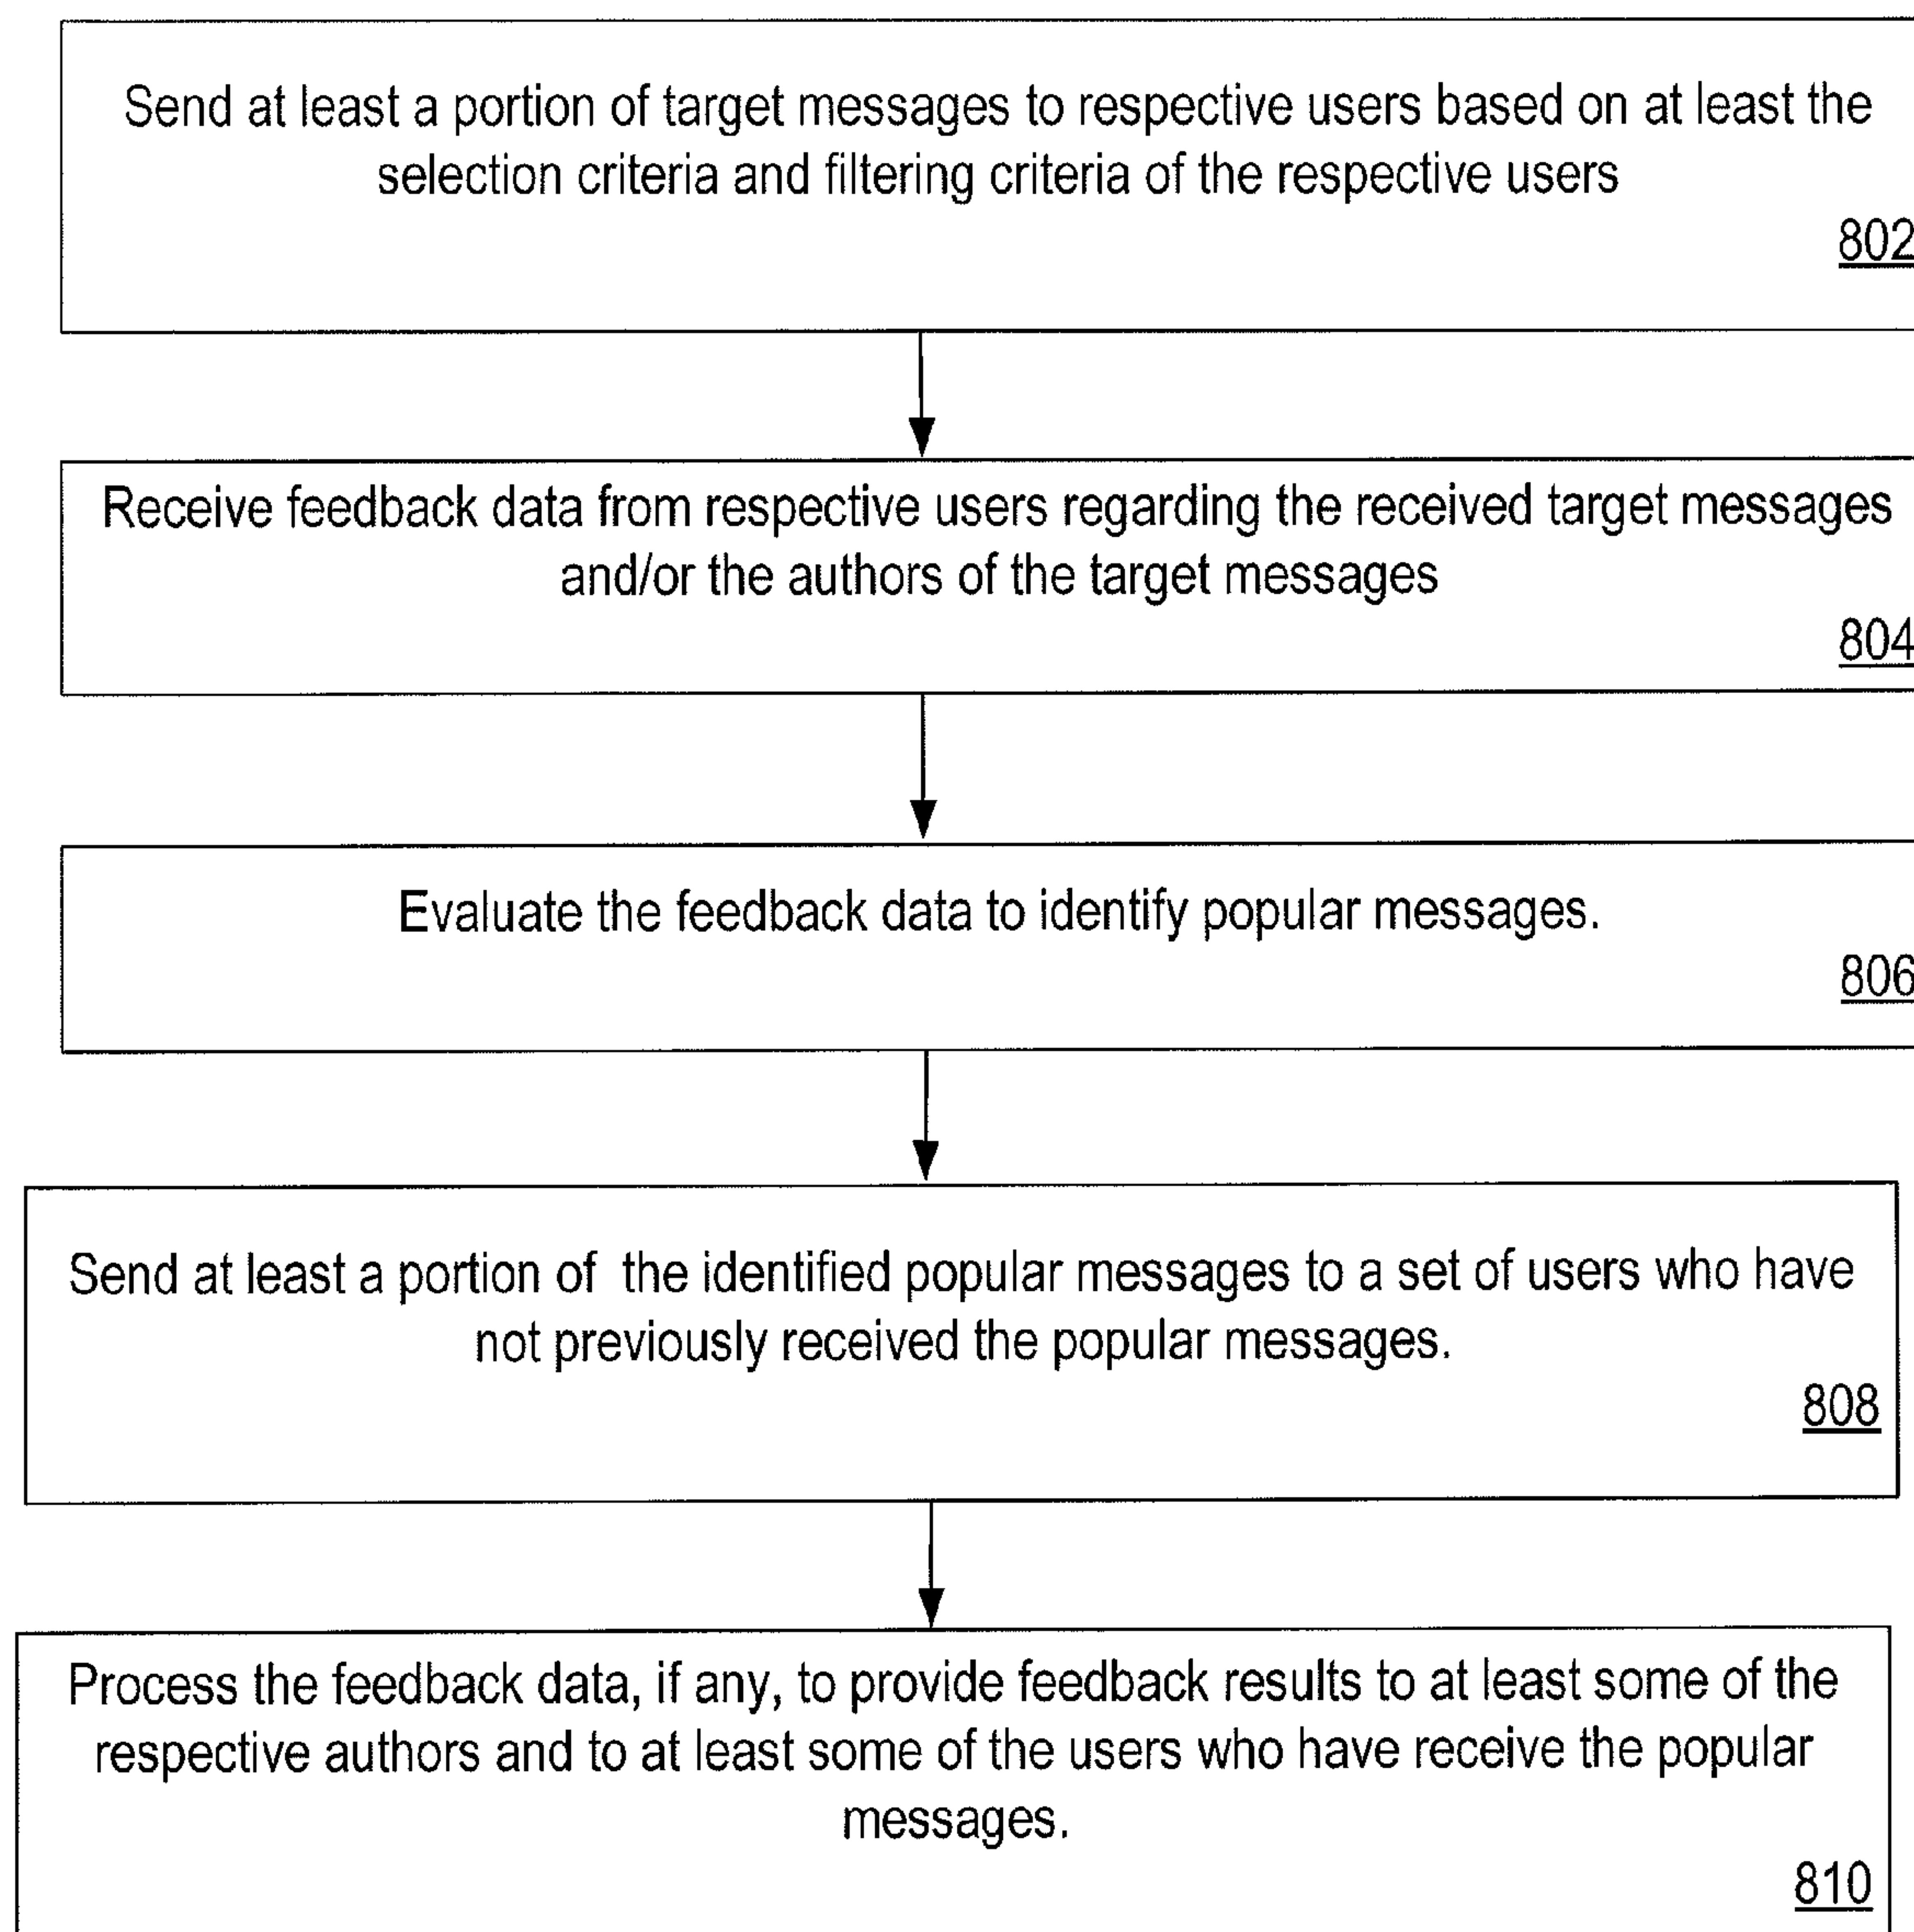 Send at least a portion of target messages to respective users based on at least the
selection criteria and filtering criteria of the respective users
802
Receive feedback data from respective users regarding the received target messages
and/or the authors of the target messages
804
Evaluate the feedback data to identify popular messages.
806
Send at least a portion of the identified popular messages to a set of users who have
not previously received the popular messages.
808
Process the feedback data, if any, to provide feedback results to at least some of the
respective authors and to at least some of the users who have receive the popular
messages.
810